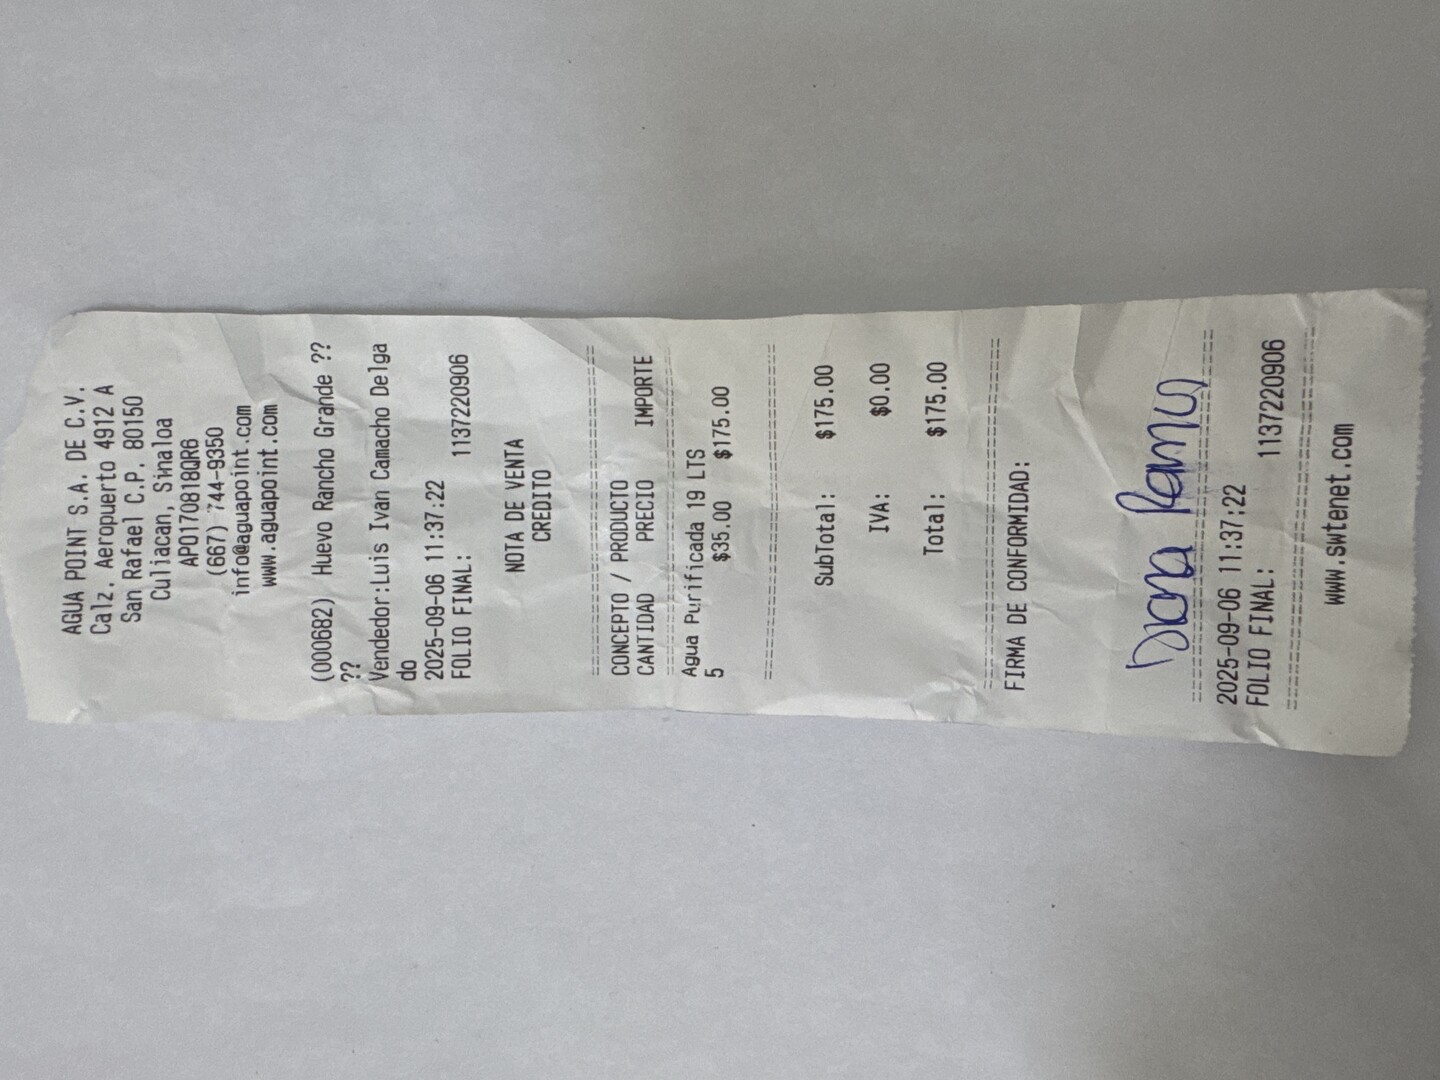 AGUA POINT S.A. DE C.V.
Calz. Aeropuerto 4912 A
San Rafael C.P. 80150
Culiacan, Sinaloa
APO170818QR6
(667) 744-9350
info@aguapoint.com
www.aguapoint.com
(000682) Huevo Rancho Grande ??
??
Vendedor:Luis Ivan Camacho Delga
do
2025-09-06 11:37:22
FOLIO FINAL: 1137220906
NOTA DE VENTA
CREDITO
CONCEPTO / PRODUCTO
CANTIDAD PRECIO IMPORTE
Agua Purificada 19 LTS
5 $35.00 $175.00
SubTotal: $175.00
IVA: $0.00
Total: $175.00
FIRMA DE CONFORMIDAD:
Diana Ramos
2025-09-06 11:37:22
FOLIO FINAL: 1137220906
www.swtenet.com